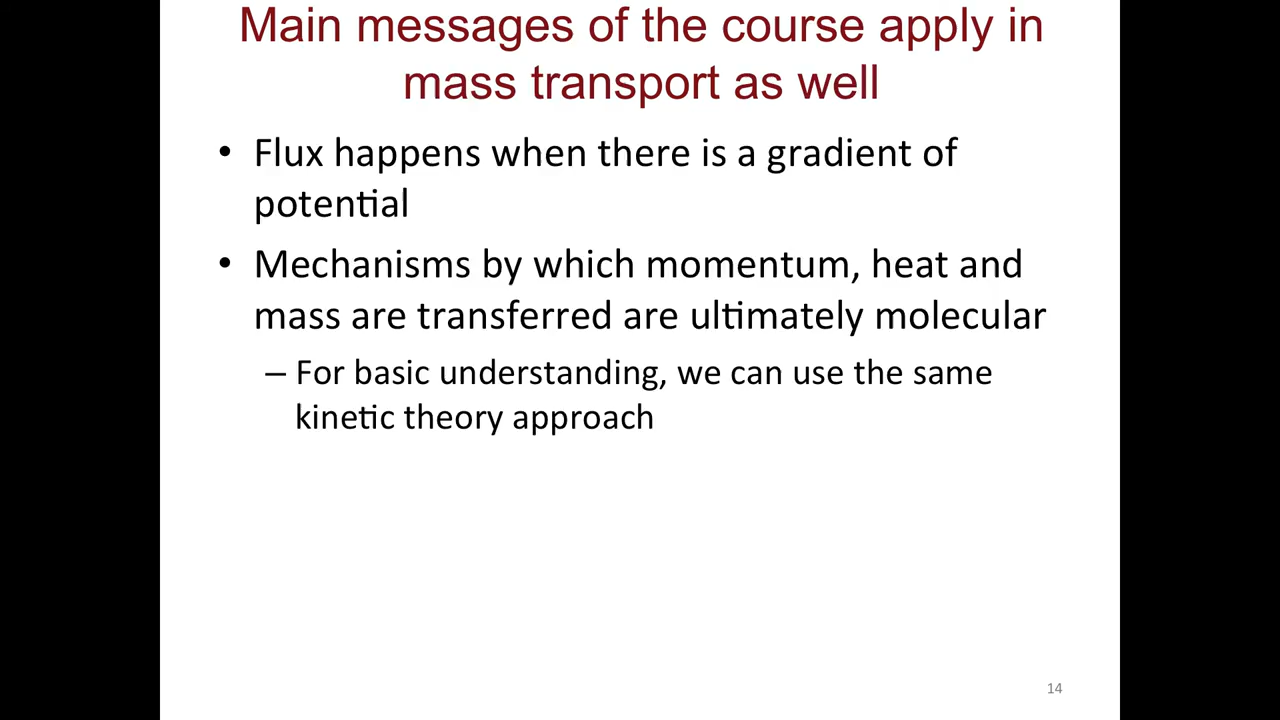 Main messages of the course apply in
mass transport as well
• Flux happens when there is a gradient of
potential
• Mechanisms by which momentum, heat and
mass are transferred are ultimately molecular
– For basic understanding, we can use the same
kinetic theory approach
14